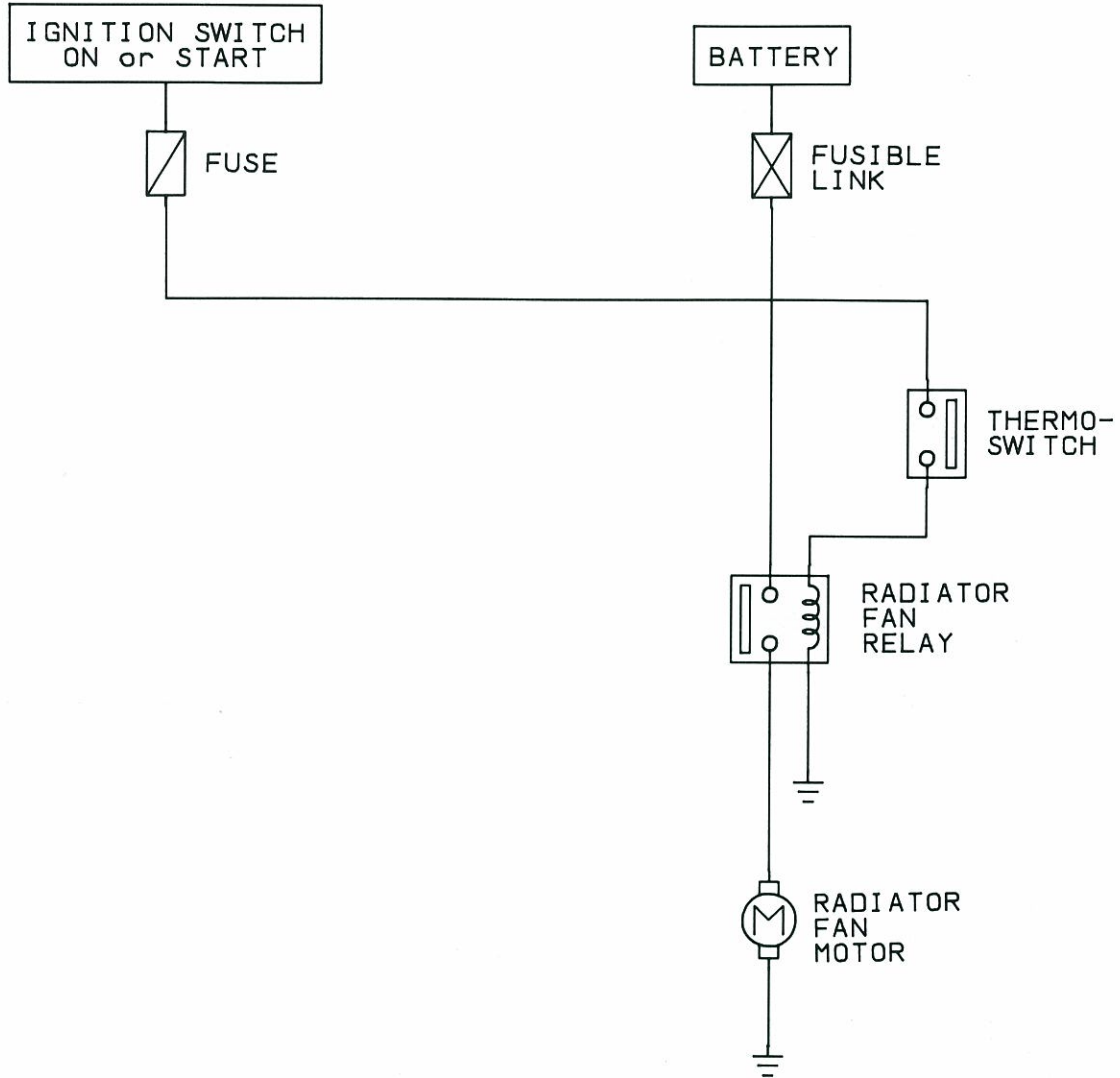 IGNITION SWITCH
ON or START
BATTERY
FUSE
FUSIBLE
LINK
THERMO-
SWITCH
RADIATOR
FAN
RELAY
M
RADIATOR
FAN
MOTOR